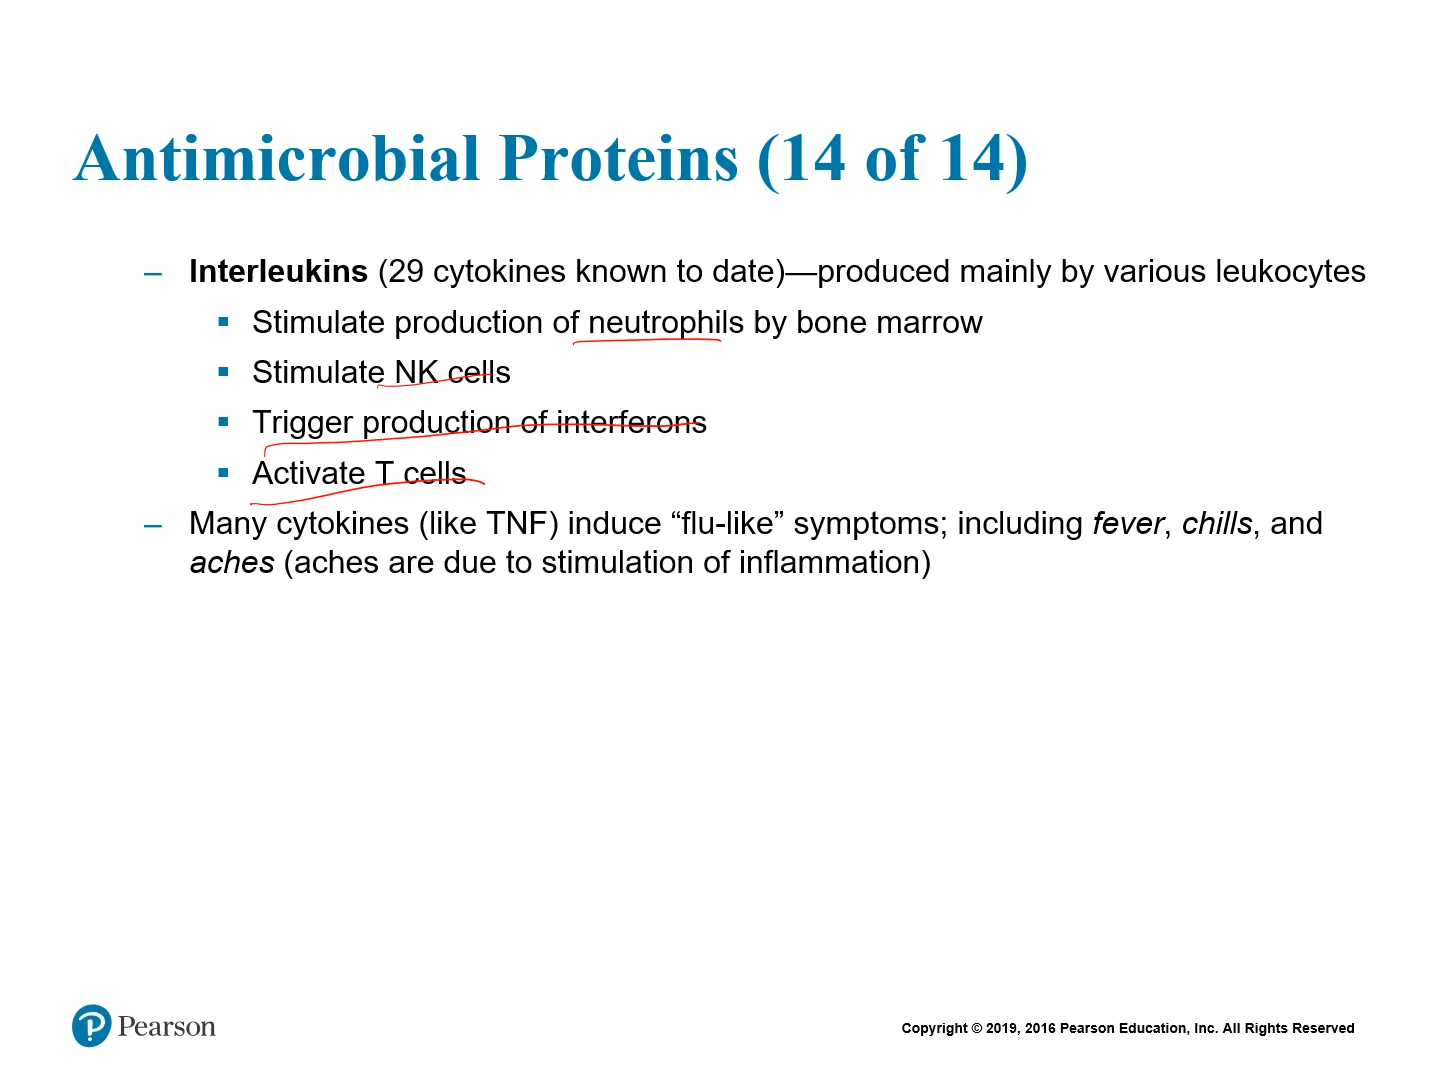 Antimicrobial Proteins (14 of 14)
– Interleukins (29 cytokines known to date)—produced mainly by various leukocytes
▪ Stimulate production of neutrophils by bone marrow
▪ Stimulate NK cells
▪ Trigger production of interferons
▪ Activate T cells
– Many cytokines (like TNF) induce “flu-like” symptoms; including fever, chills, and
aches (aches are due to stimulation of inflammation)
Pearson
Copyright © 2019, 2016 Pearson Education, Inc. All Rights Reserved